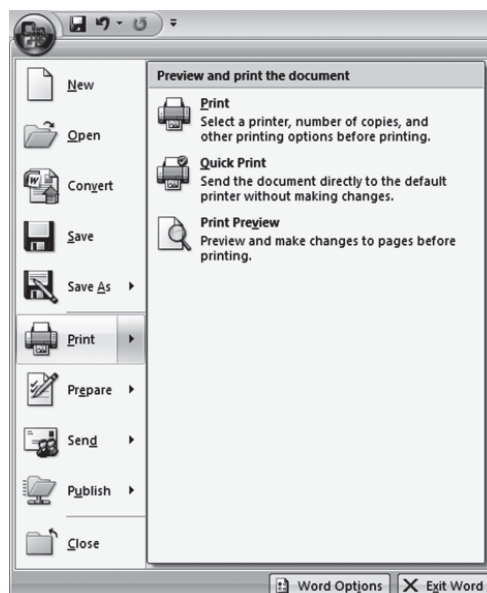 New
Open
Convert
Save
Save As
Print
Prepare
Send
Publish
Close
Preview and print the document
Print
Select a printer, number of copies, and
other printing options before printing.
Quick Print
Send the document directly to the default
printer without making changes.
Print Preview
Preview and make changes to pages before
printing.
Word Options
Exit Word